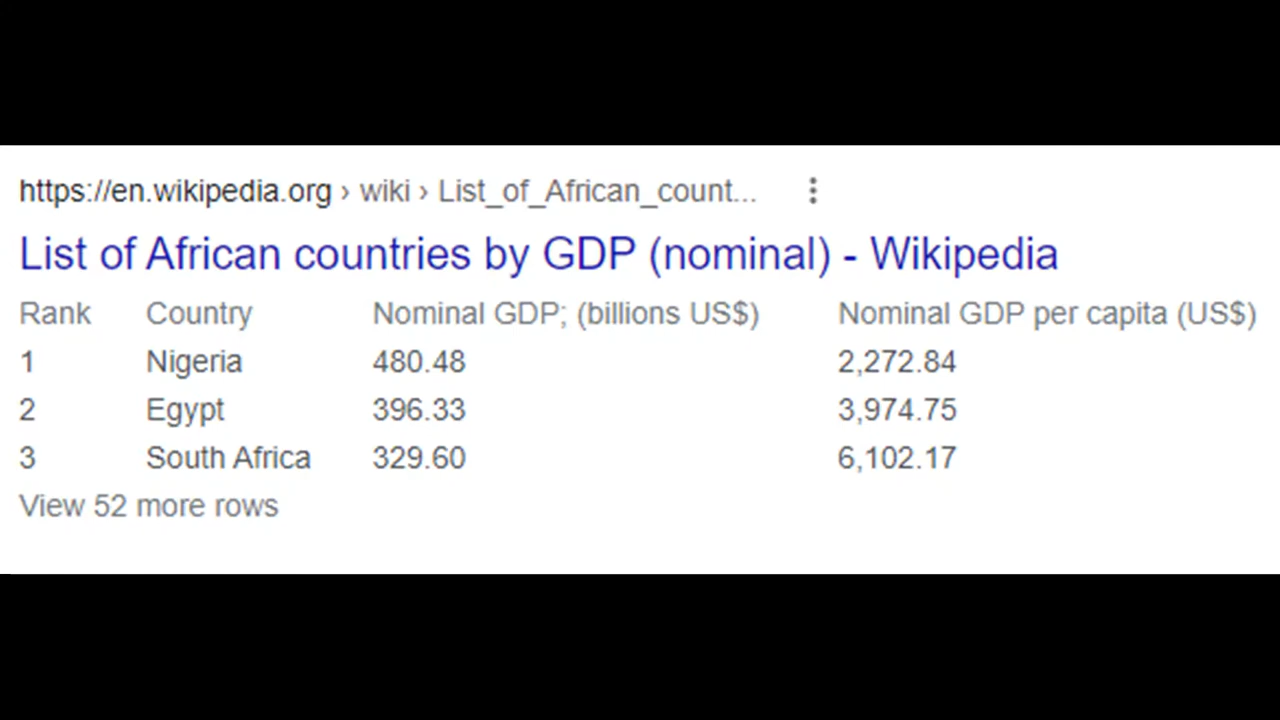 https://en.wikipedia.org › wiki › List_of_African_count...
List of African countries by GDP (nominal) - Wikipedia
Rank Country Nominal GDP; (billions US$) Nominal GDP per capita (US$)
1 Nigeria 480.48 2,272.84
2 Egypt 396.33 3,974.75
3 South Africa 329.60 6,102.17
View 52 more rows